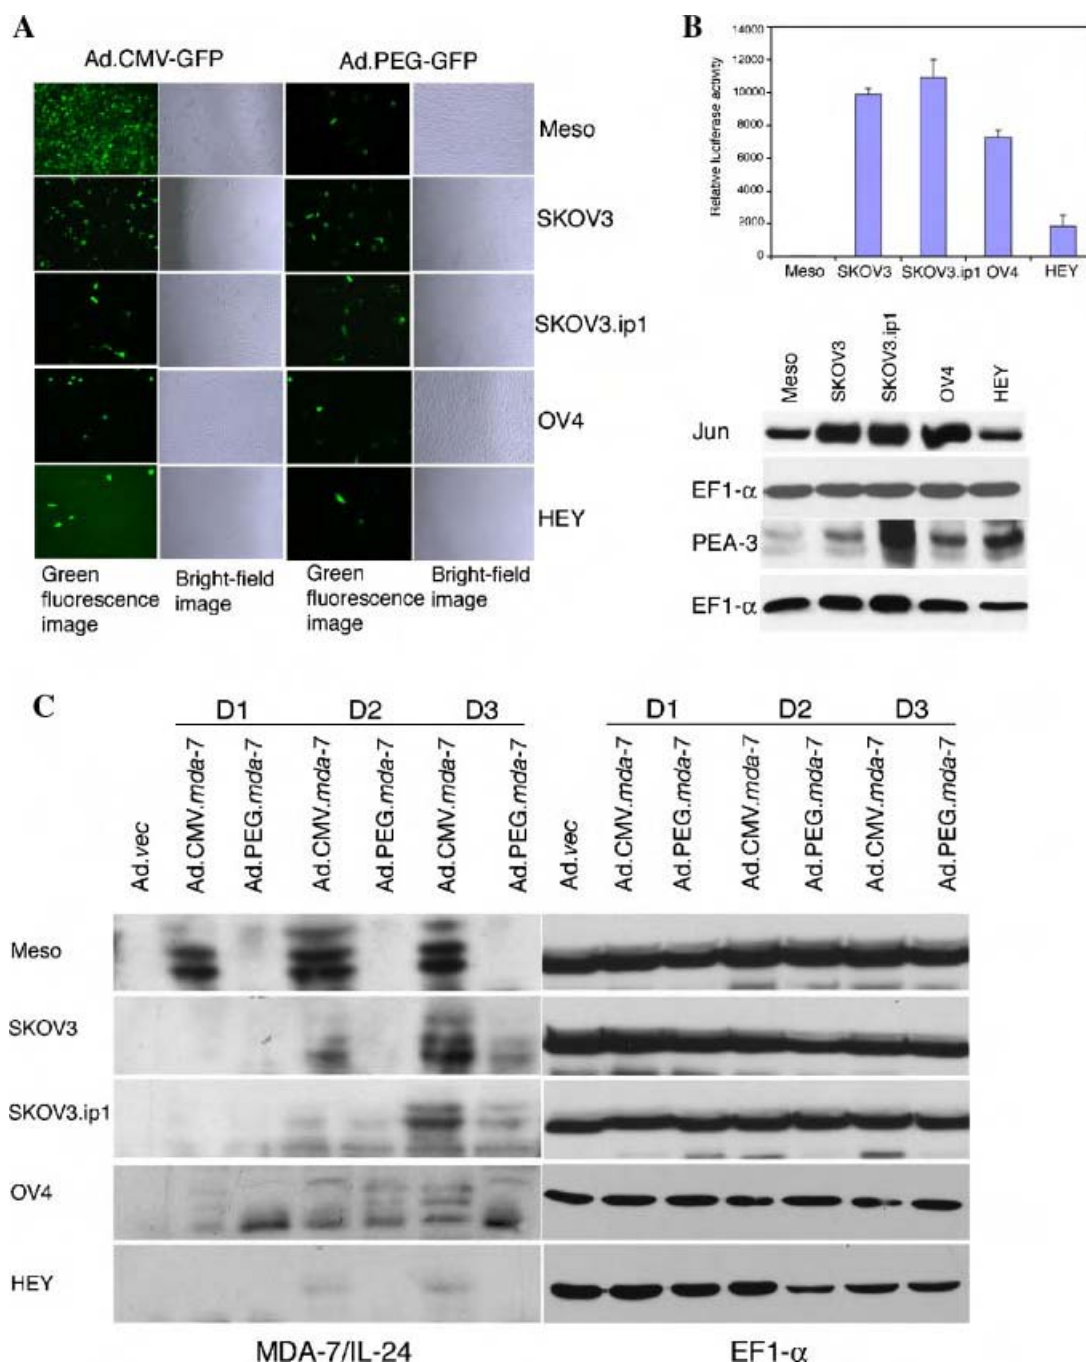 A
Ad.CMV-GFP
Ad.PEG-GFP
Meso
SKOV3
SKOV3.ip1
OV4
HEY
Green fluorescence image
Bright-field image
Green fluorescence image
Bright-field image
B
Relative luciferase activity
14000
12000
10000
8000
6000
4000
2000
0
Meso
SKOV3
SKOV3.ip1
OV4
HEY
Meso
SKOV3
SKOV3.ip1
OV4
HEY
Jun
EF1-α
PEA-3
EF1-α
C
D1
D2
D3
D1
D2
D3
Ad.vec
Ad.CMV.mda-7
Ad.PEG.mda-7
Ad.CMV.mda-7
Ad.PEG.mda-7
Ad.CMV.mda-7
Ad.PEG.mda-7
Ad.vec
Ad.CMV.mda-7
Ad.PEG.mda-7
Ad.CMV.mda-7
Ad.PEG.mda-7
Ad.CMV.mda-7
Ad.PEG.mda-7
Meso
SKOV3
SKOV3.ip1
OV4
HEY
MDA-7/IL-24
EF1-α